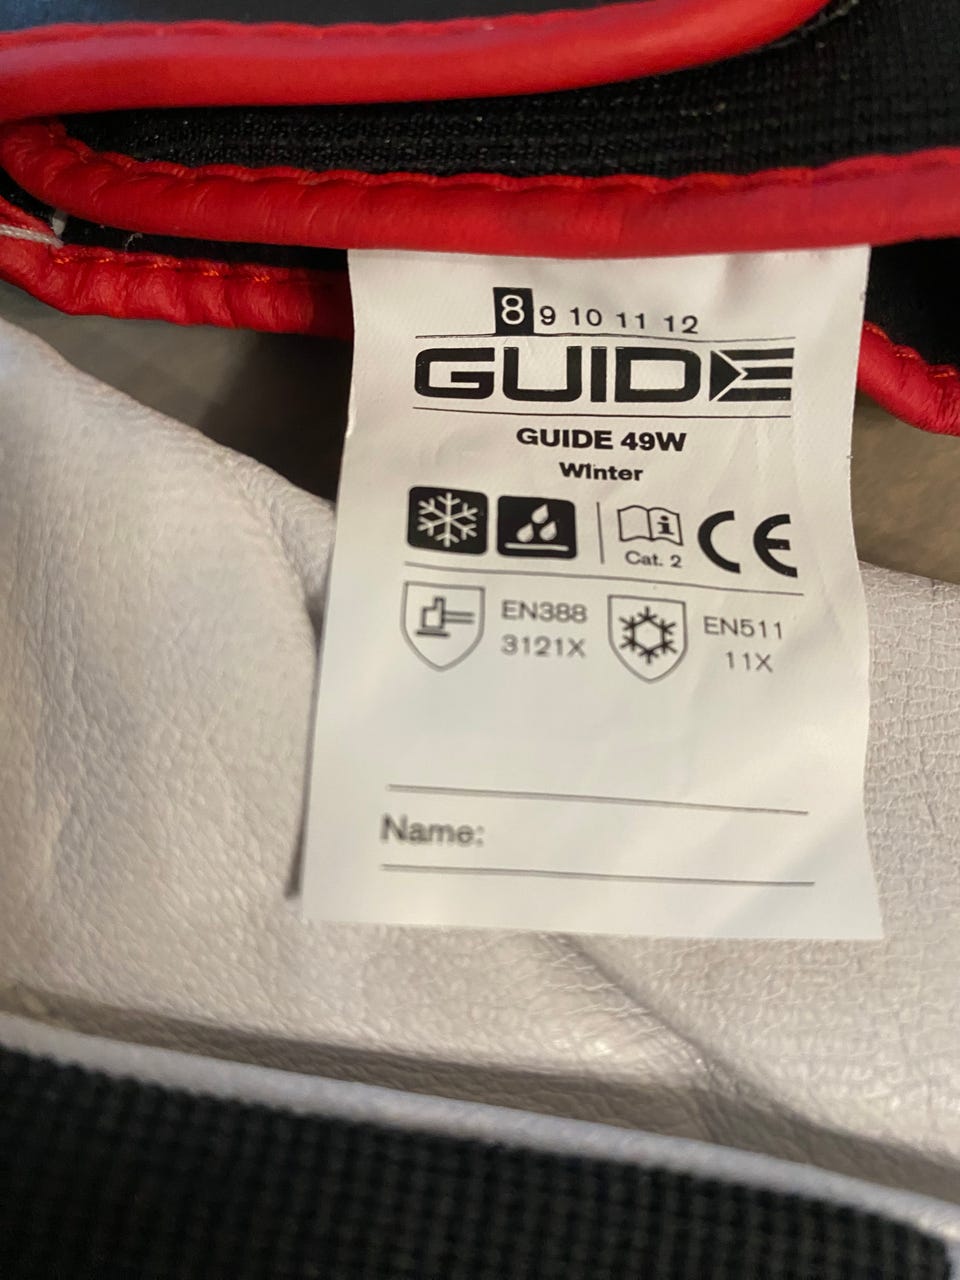 8 9 10 11 12
GUIDE
GUIDE 49W
Winter
Cat. 2
CE
EN388
3121X
EN511
11X
Name: